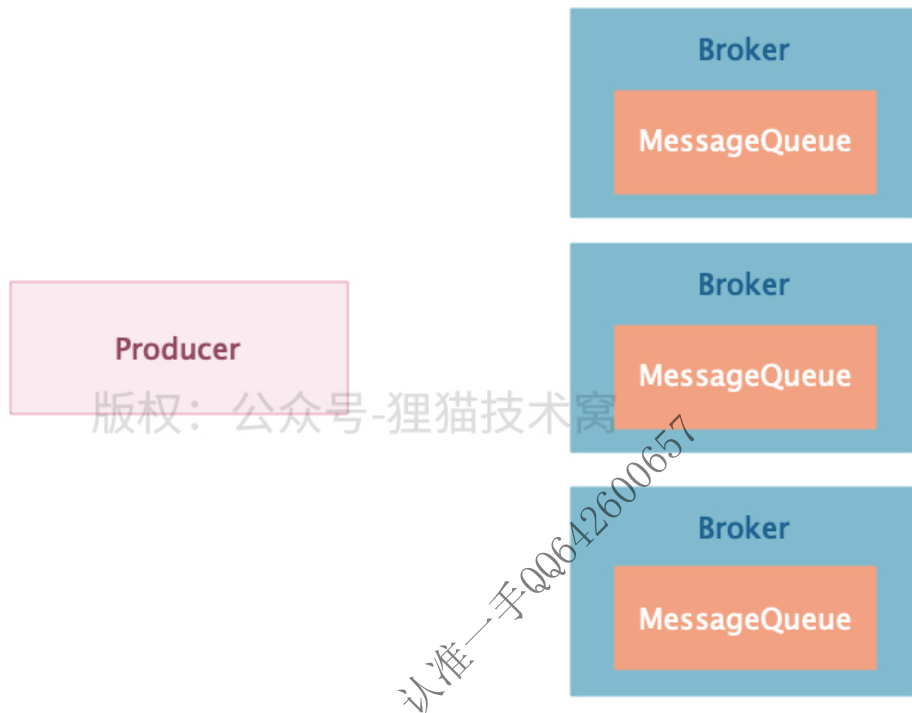 Broker
MessageQueue
Broker
MessageQueue
Producer
版权：公众号-狸猫技术窝
认准一手QQ642600657
Broker
MessageQueue